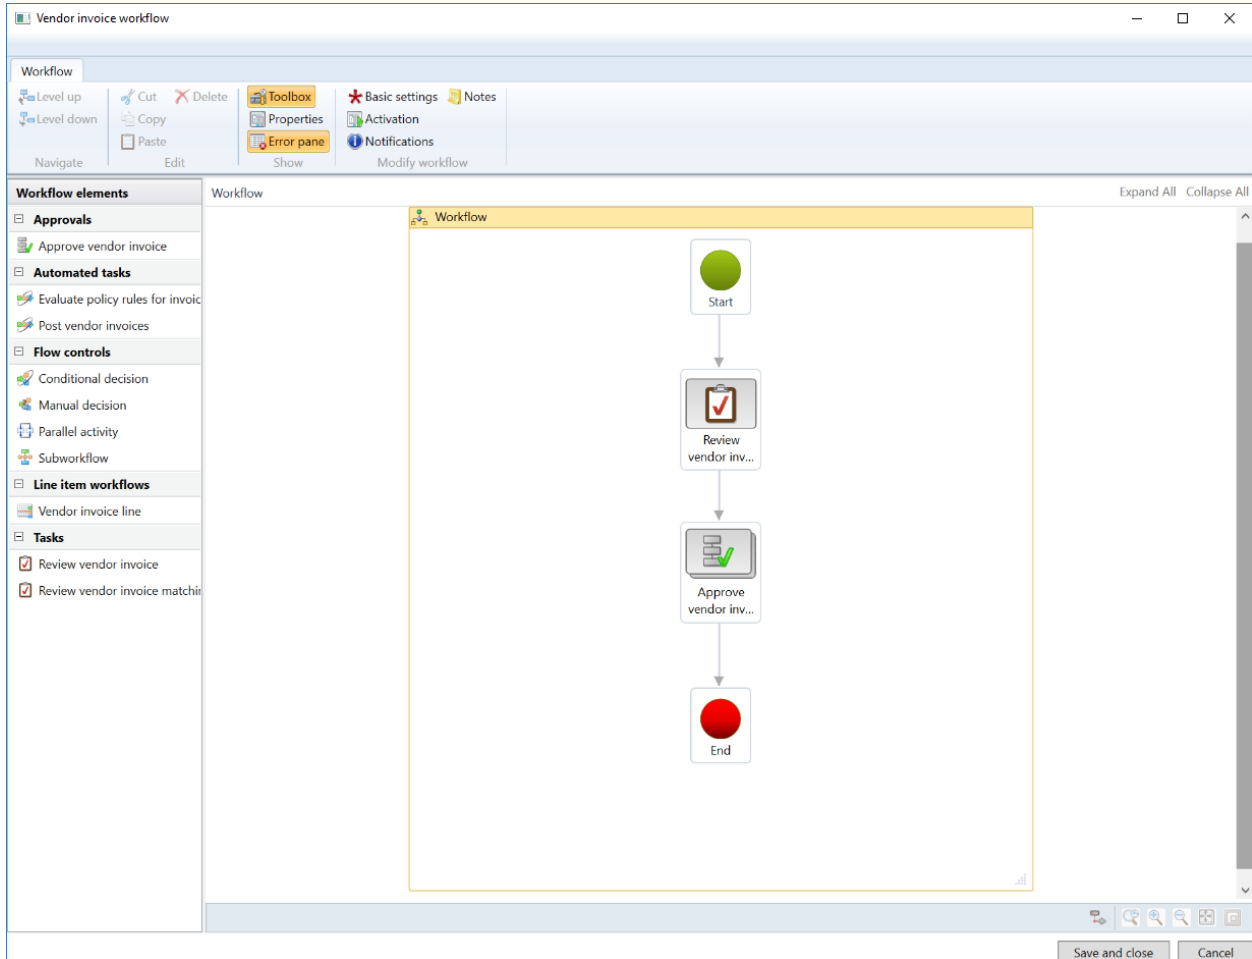 Vendor invoice workflow
Workflow
Level up
Cut
Delete
Toolbox
Basic settings
Notes
Level down
Copy
Properties
Activation
Paste
Error pane
Notifications
Navigate
Edit
Show
Modify workflow
Workflow elements
Workflow
Expand All
Collapse All
Approvals
Approve vendor invoice
Automated tasks
Evaluate policy rules for invoic
Post vendor invoices
Flow controls
Conditional decision
Manual decision
Parallel activity
Subworkflow
Line item workflows
Vendor invoice line
Tasks
Review vendor invoice
Review vendor invoice matchin
Workflow
Start
Review
vendor inv...
Approve
vendor inv...
End
Save and close
Cancel